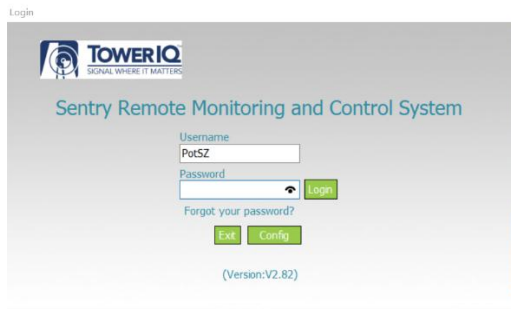 Login
TOWERIQ
SIGNAL WHERE IT MATTERS
Sentry Remote Monitoring and Control System
Username
PotSZ
Password
Login
Forgot your password?
Exit Config
(Version:V2.82)